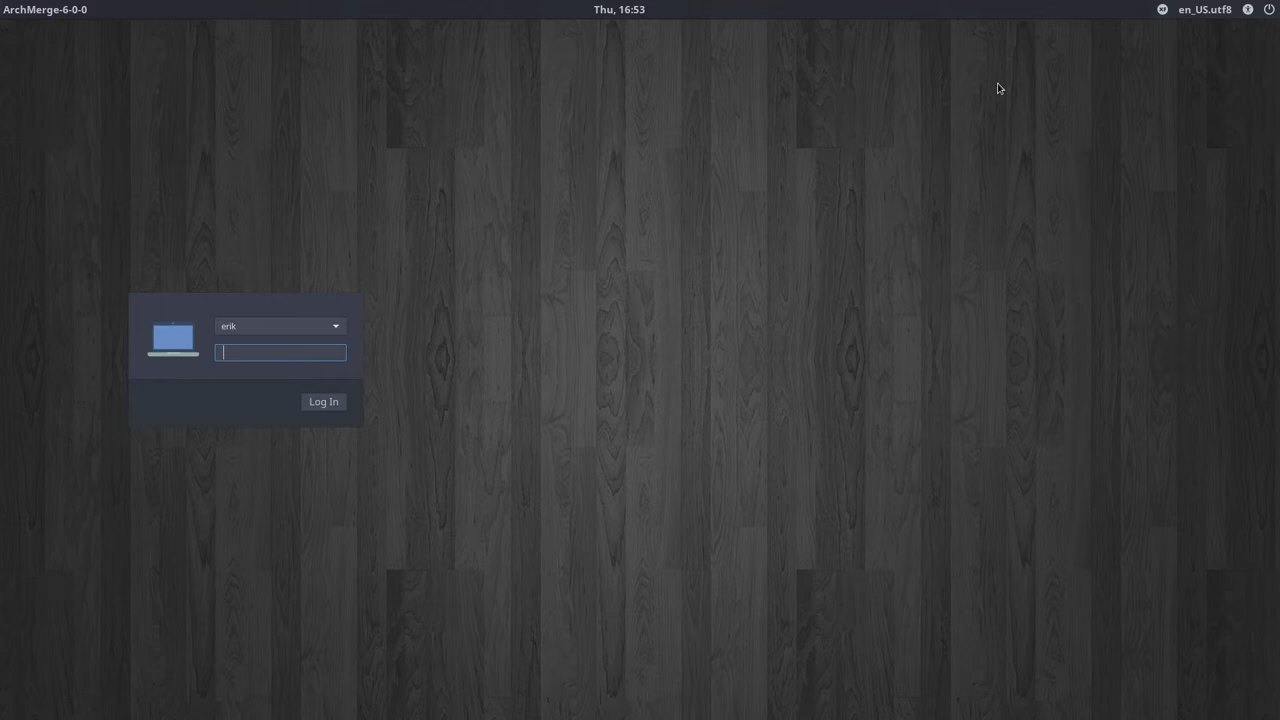 ArchMerge-6-0-0
Thu, 16:53
en_US.utf8
erik
Log In